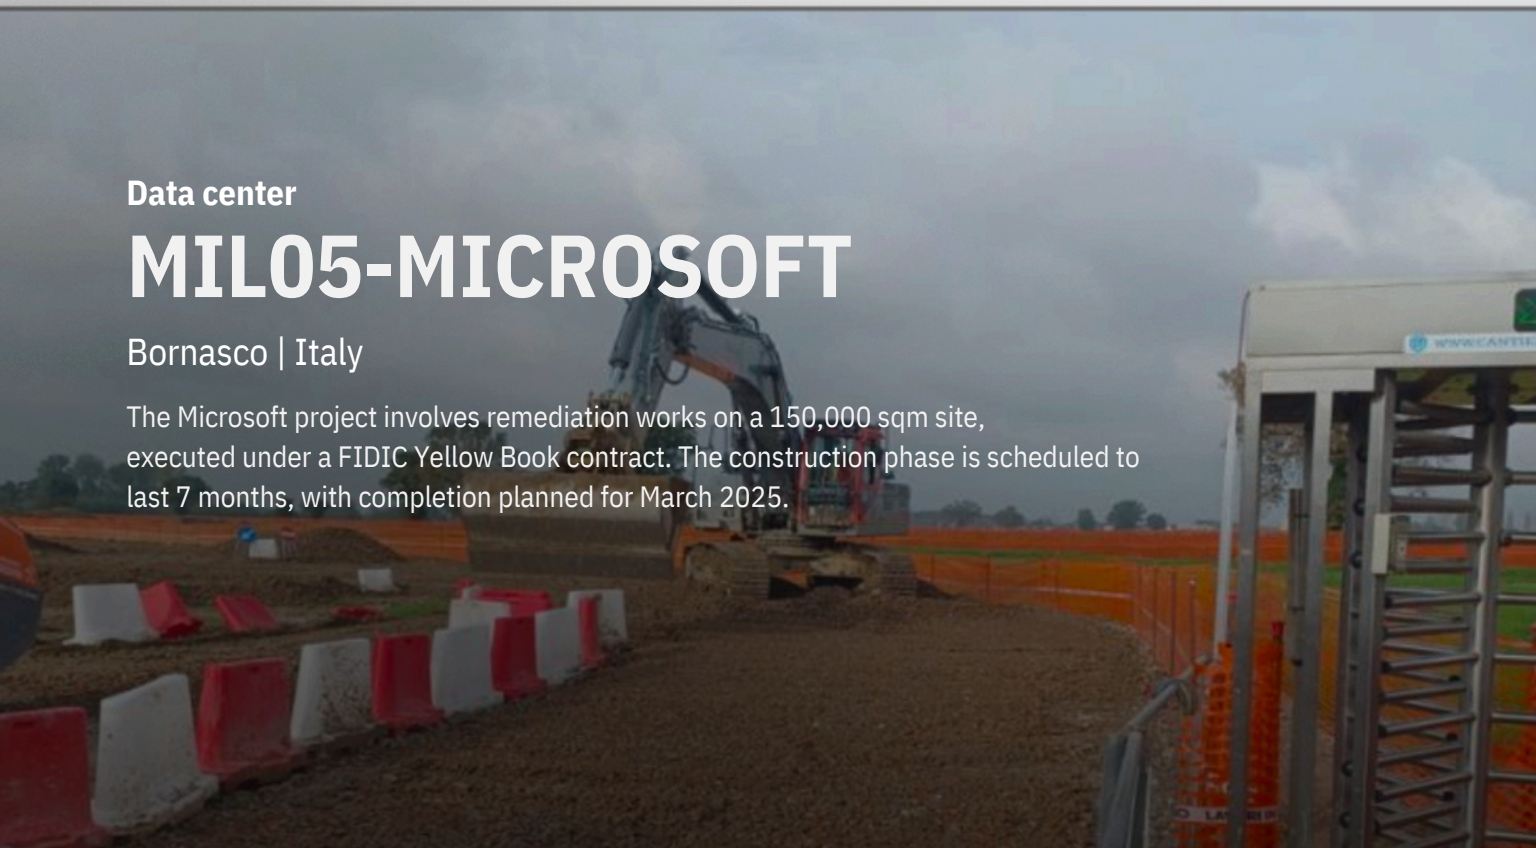 Data center
MIL05-MICROSOFT
Bornasco | Italy
The Microsoft project involves remediation works on a 150,000 sqm site,
executed under a FIDIC Yellow Book contract. The construction phase is scheduled to
last 7 months, with completion planned for March 2025.